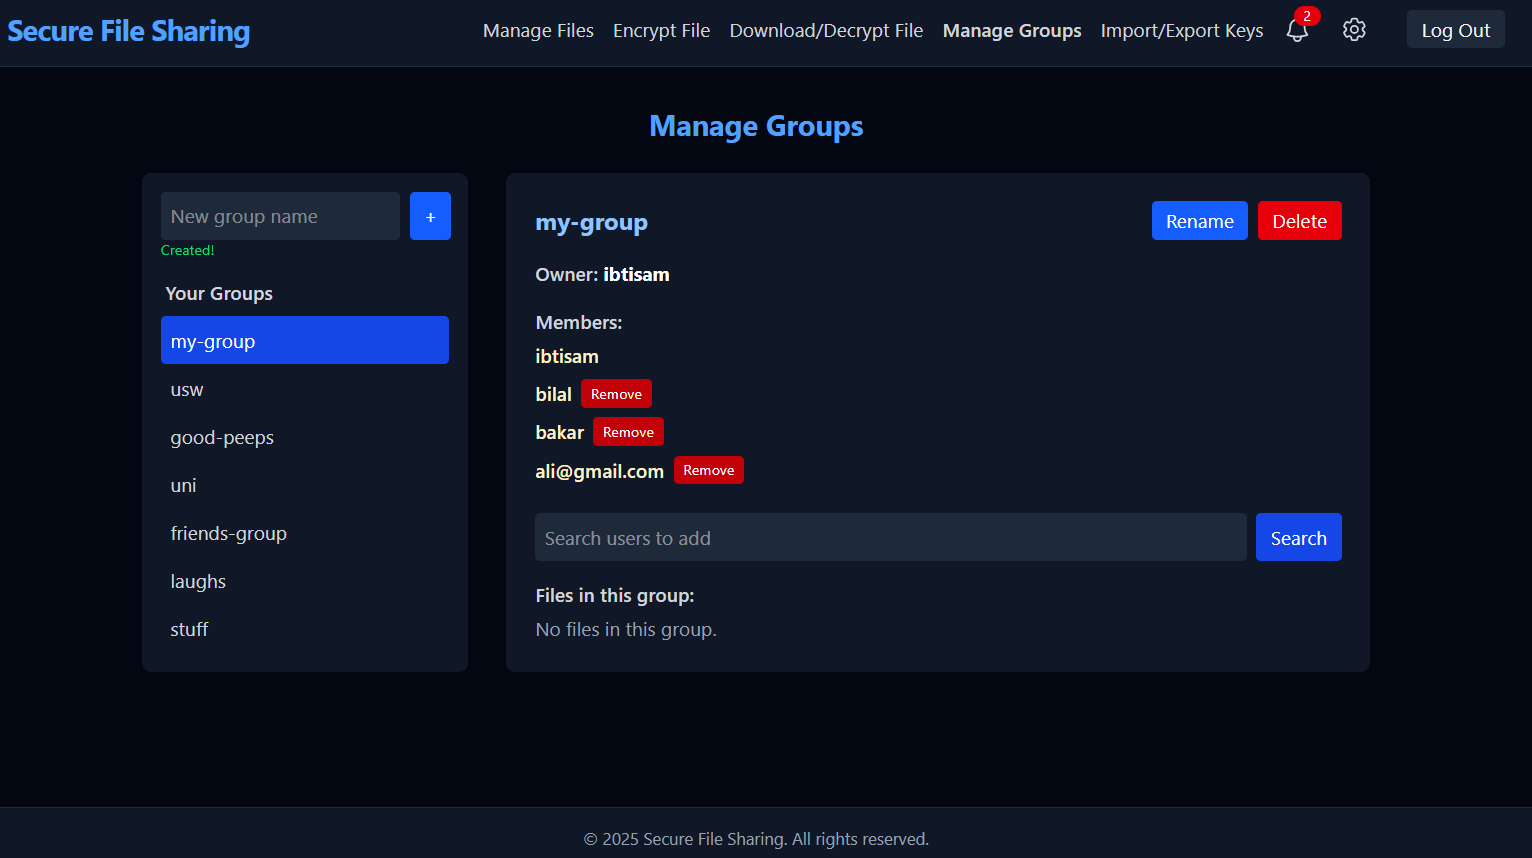 Secure File Sharing
Manage Files Encrypt File Download/Decrypt File Manage Groups Import/Export Keys 2 Log Out
Manage Groups
New group name +
Created!
Your Groups
my-group
usw
good-peeps
uni
friends-group
laughs
stuff
my-group Rename Delete
Owner: ibtisam
Members:
ibtisam
bilal Remove
bakar Remove
ali@gmail.com Remove
Search users to add Search
Files in this group:
No files in this group.
© 2025 Secure File Sharing. All rights reserved.